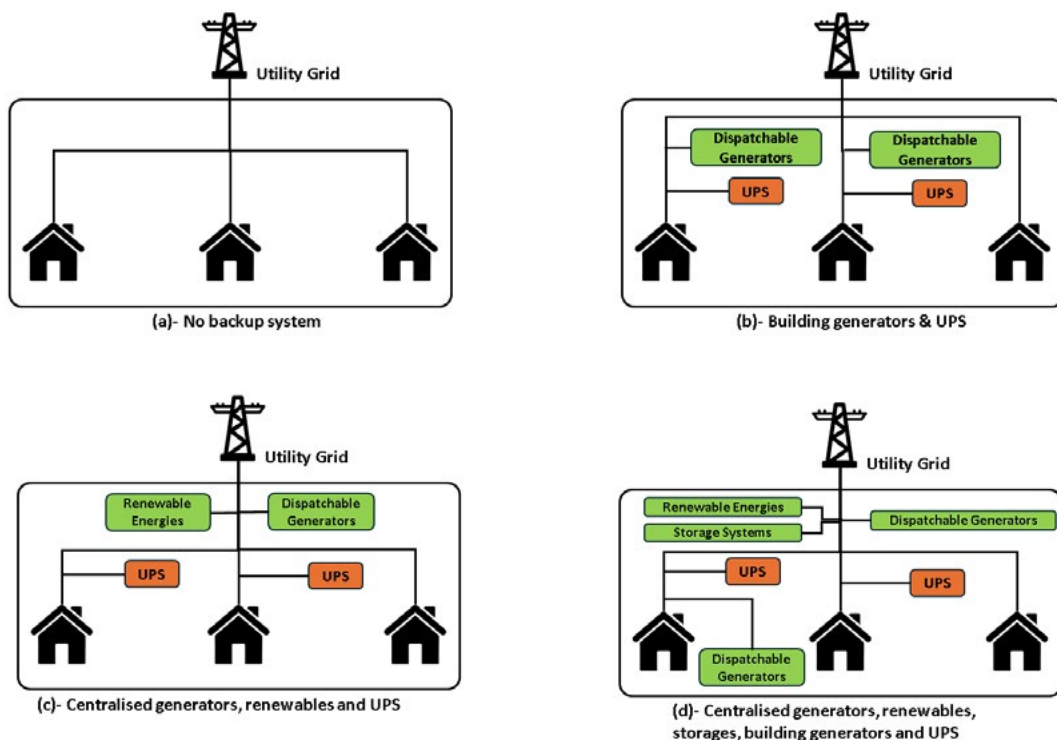 Utility Grid
Dispatchable
Generators
UPS
Dispatchable
Generators
UPS
Utility Grid
(a)- No backup system
(b)- Building generators & UPS
Utility Grid
Renewable
Energies
Dispatchable
Generators
UPS
UPS
(c)- Centralised generators, renewables and UPS
Utility Grid
Renewable Energies
Storage Systems
Dispatchable Generators
UPS
UPS
Dispatchable
Generators
(d)- Centralised generators, renewables,
storages, building generators and UPS